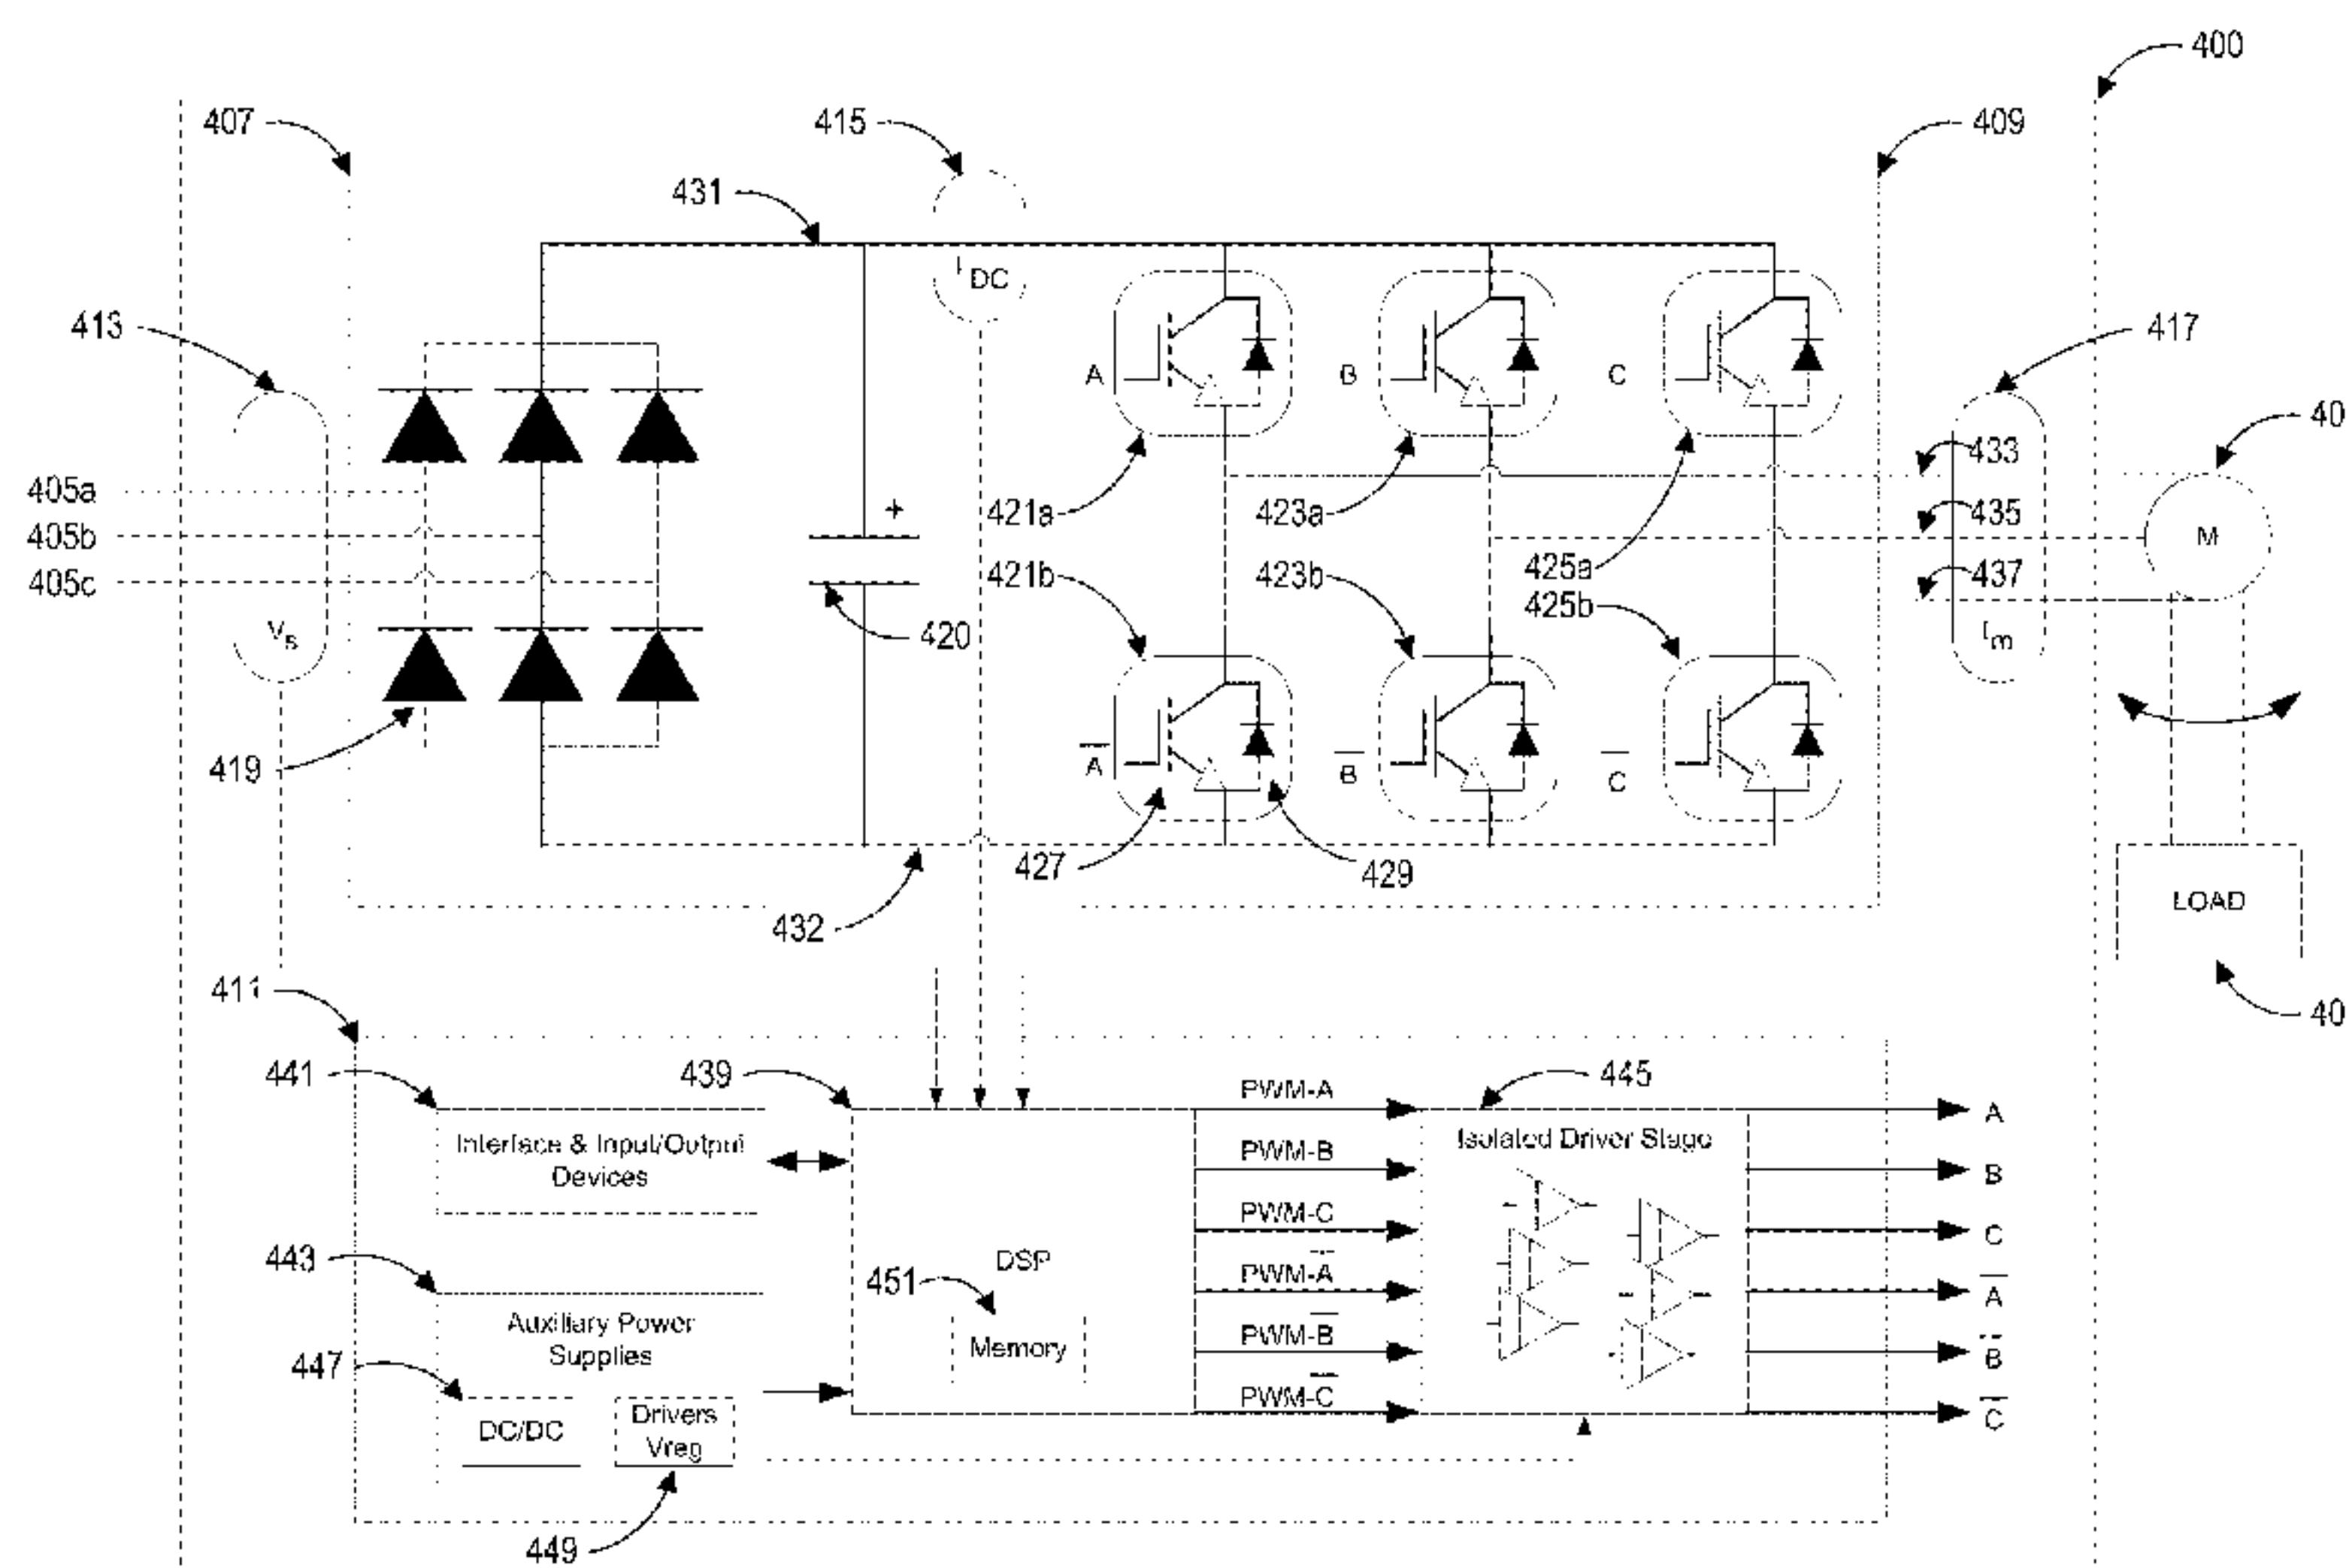 400
407
415
409
431
I DC
413
417
A
B
C
40
433
405a
421a
423a
+
435
405b
M
425a
405c
421b
423b
437
425b
Vs
420
Im
419
A
B
C
427
429
LOAD
432
411
40
441
439
PWM-A
445
A
Interface & Input/Output
Devices
Isolated Driver Stage
PWM-B
B
PWM-C
C
443
DSP
451
PWM-A
A
Auxiliary Power
Supplies
Memory
PWM-B
B
447
PWM-C
C
DC/DC
Drivers
Vreg
449